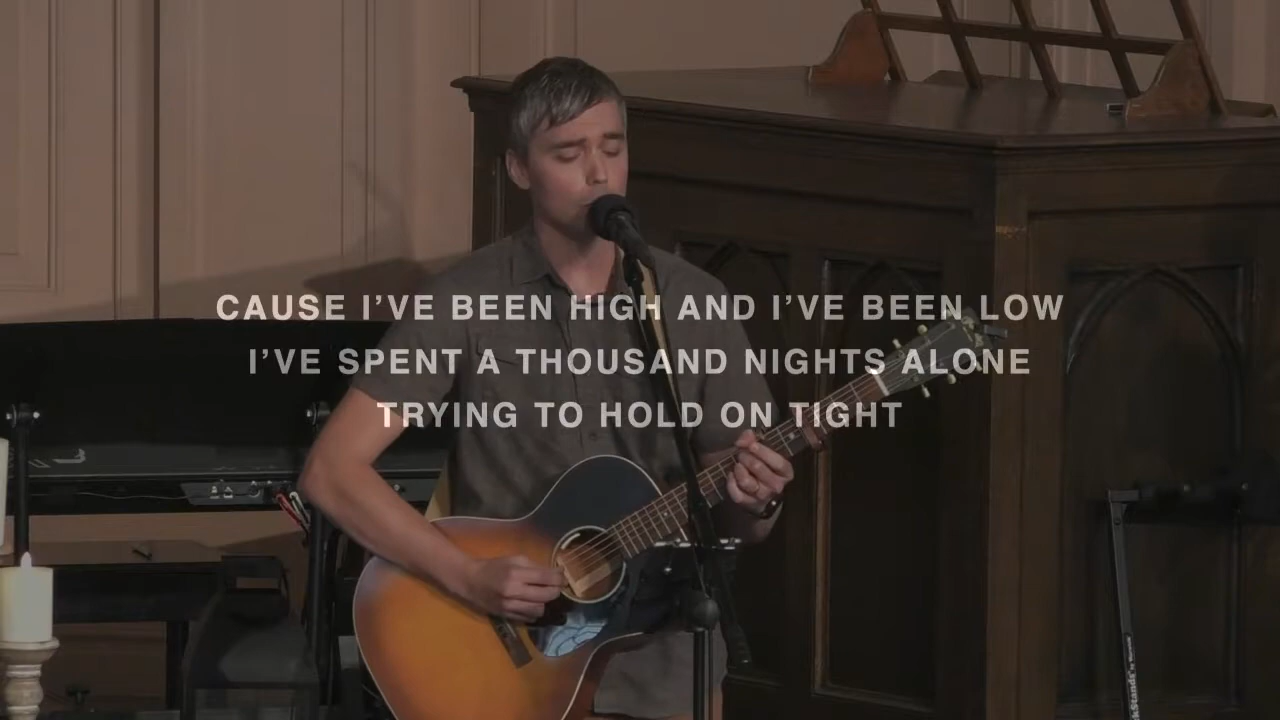 CAUSE I’VE BEEN HIGH AND I’VE BEEN LOW
I’VE SPENT A THOUSAND NIGHTS ALONE
TRYING TO HOLD ON TIGHT